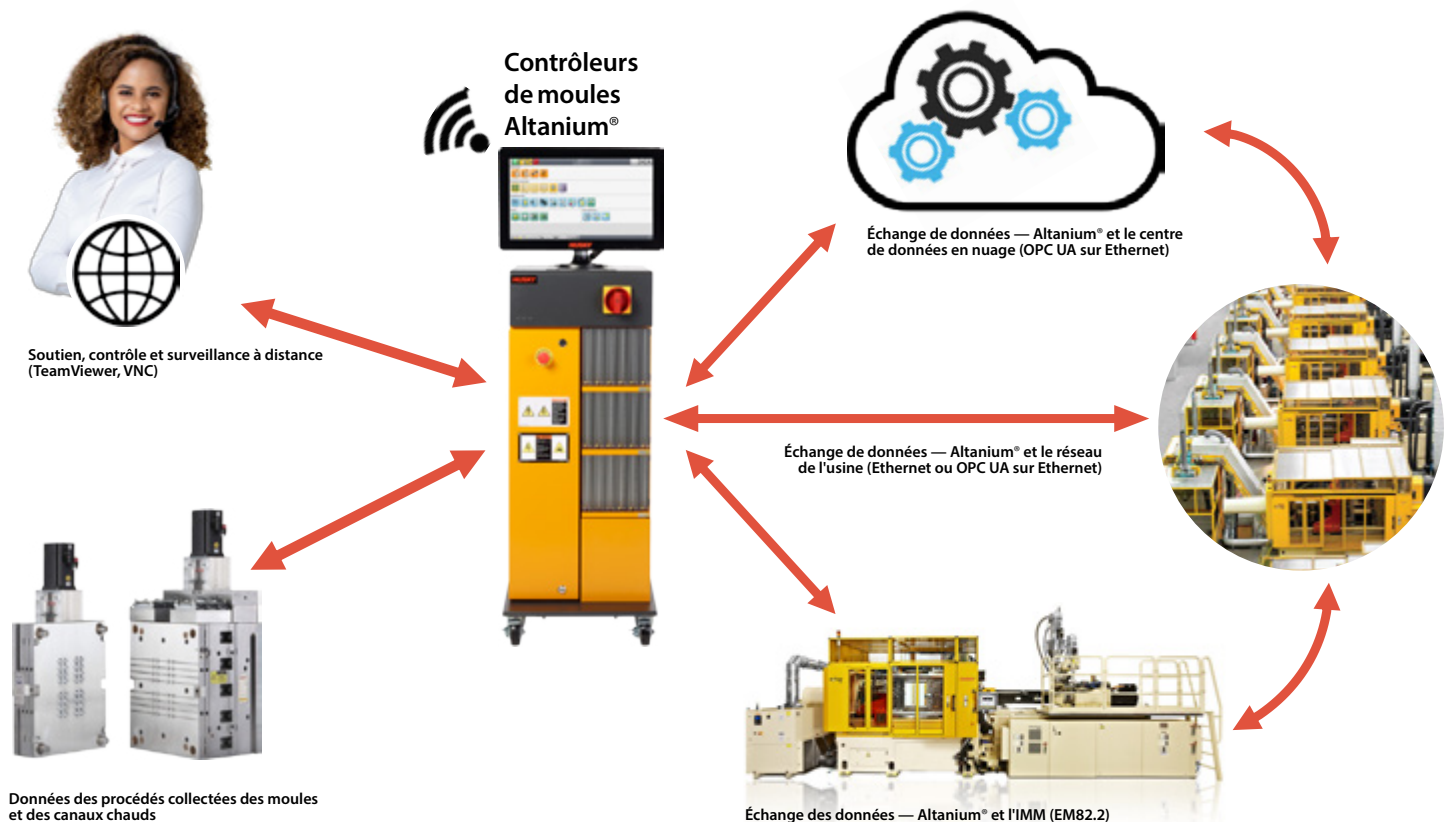 Contrôleurs
de moules
Altanium®
HUSKY
HUSKY
Échange de données — Altanium® et le centre
de données en nuage (OPC UA sur Ethernet)
Soutien, contrôle et surveillance à distance
(TeamViewer, VNC)
Échange de données — Altanium® et le réseau
de l'usine (Ethernet ou OPC UA sur Ethernet)
Données des procédés collectées des moules
et des canaux chauds
Échange des données — Altanium® et l'IMM (EM82.2)